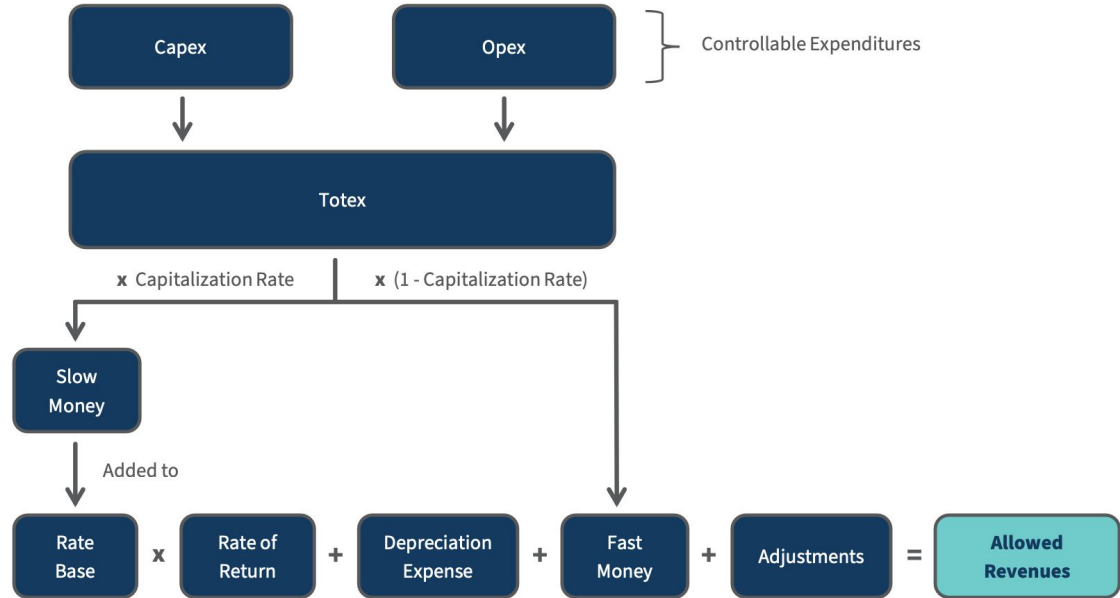 Capex
Opex
Controllable Expenditures
Totex
x Capitalization Rate
x (1 - Capitalization Rate)
Slow
Money
Added to
Rate
Base
x
Rate of
Return
+
Depreciation
Expense
+
Fast
Money
+
Adjustments
=
Allowed
Revenues